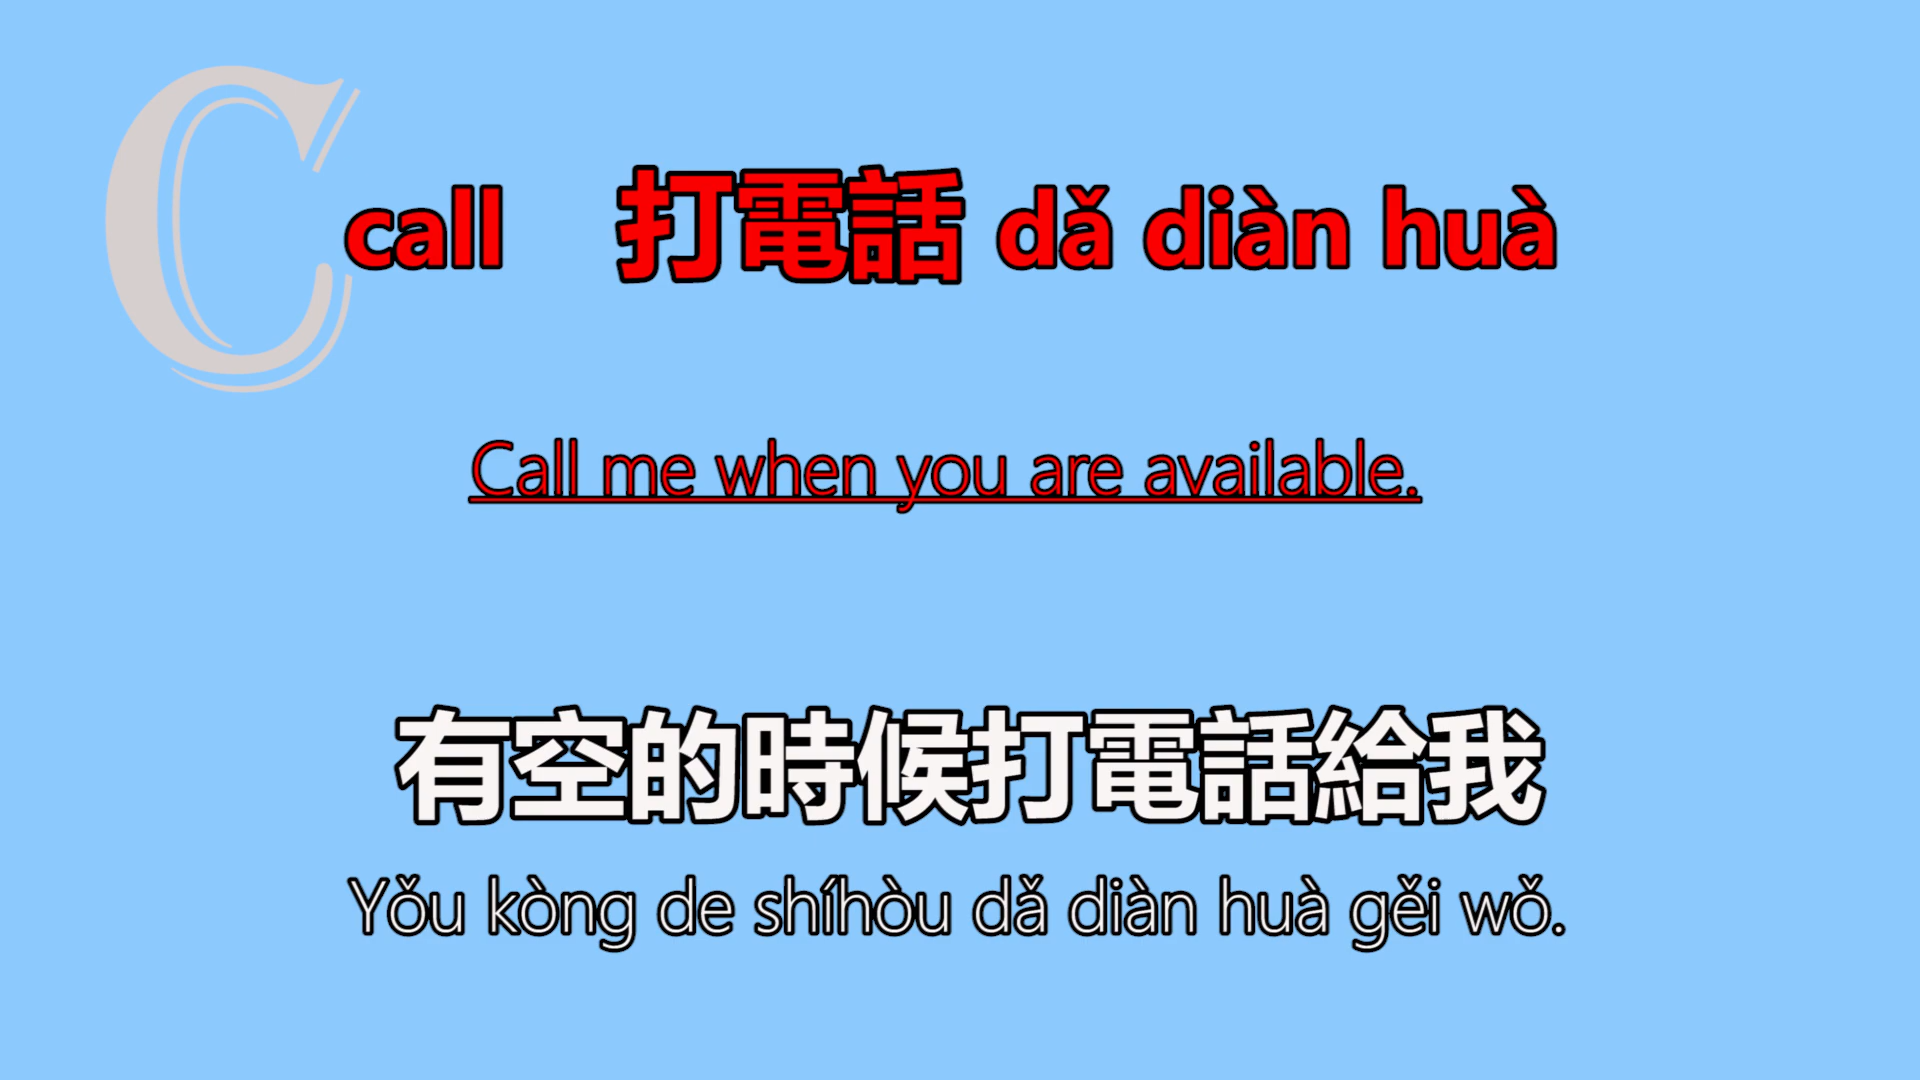 C
call 打電話 dǎ diàn huà
Call me when you are available.
有空的時候打電話給我
Yǒu kòng de shíhòu dǎ diàn huà gěi wǒ.